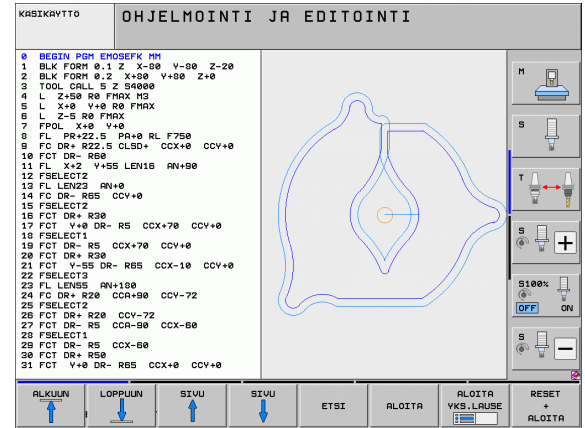 KÄSIKÄYTTÖ
OHJELMOINTI JA EDITOINTI
0 BEGIN PGM EMOSEFK MM
1 BLK FORM 0.1 Z X-80 Y-80 Z-20
2 BLK FORM 0.2 X+80 Y+80 Z+0
3 TOOL CALL 5 Z S4000
4 L Z+50 R0 FMAX M3
5 L X+0 Y+0 R0 FMAX
6 L Z-5 R0 FMAX
7 FPOL X+0 Y+0
8 FL PR+22.5 PA+0 RL F750
9 FC DR+ R22.5 CLSD+ CCX+0 CCY+0
10 FCT DR- R60
11 FL X+2 Y+55 LEN16 AN+90
12 FSELECT2
13 FL LEN23 AN+0
14 FC DR- R65 CCY+0
15 FSELECT2
16 FCT DR+ R30
17 FCT Y+0 DR- R5 CCX+70 CCY+0
18 FSELECT1
19 FCT DR- R5 CCX+70 CCY+0
20 FCT DR+ R30
21 FCT Y-55 DR- R65 CCX-10 CCY+0
22 FSELECT3
23 FL LEN55 AN+180
24 FC DR+ R20 CCA+90 CCY-72
25 FSELECT2
26 FCT DR+ R20 CCY-72
27 FCT DR- R5 CCA-90 CCX-60
28 FSELECT1
29 FCT DR- R5 CCX-60
30 FCT DR+ R50
31 FCT Y+0 DR- R65 CCX+0 CCY+0
M
S
T
S
S100%
OFF ON
S
ALKUUN
LOPPUUN
SIVU
SIVU
ETSI
ALOITA
ALOITA
YKS.LAUSE
RESET
+
ALOITA